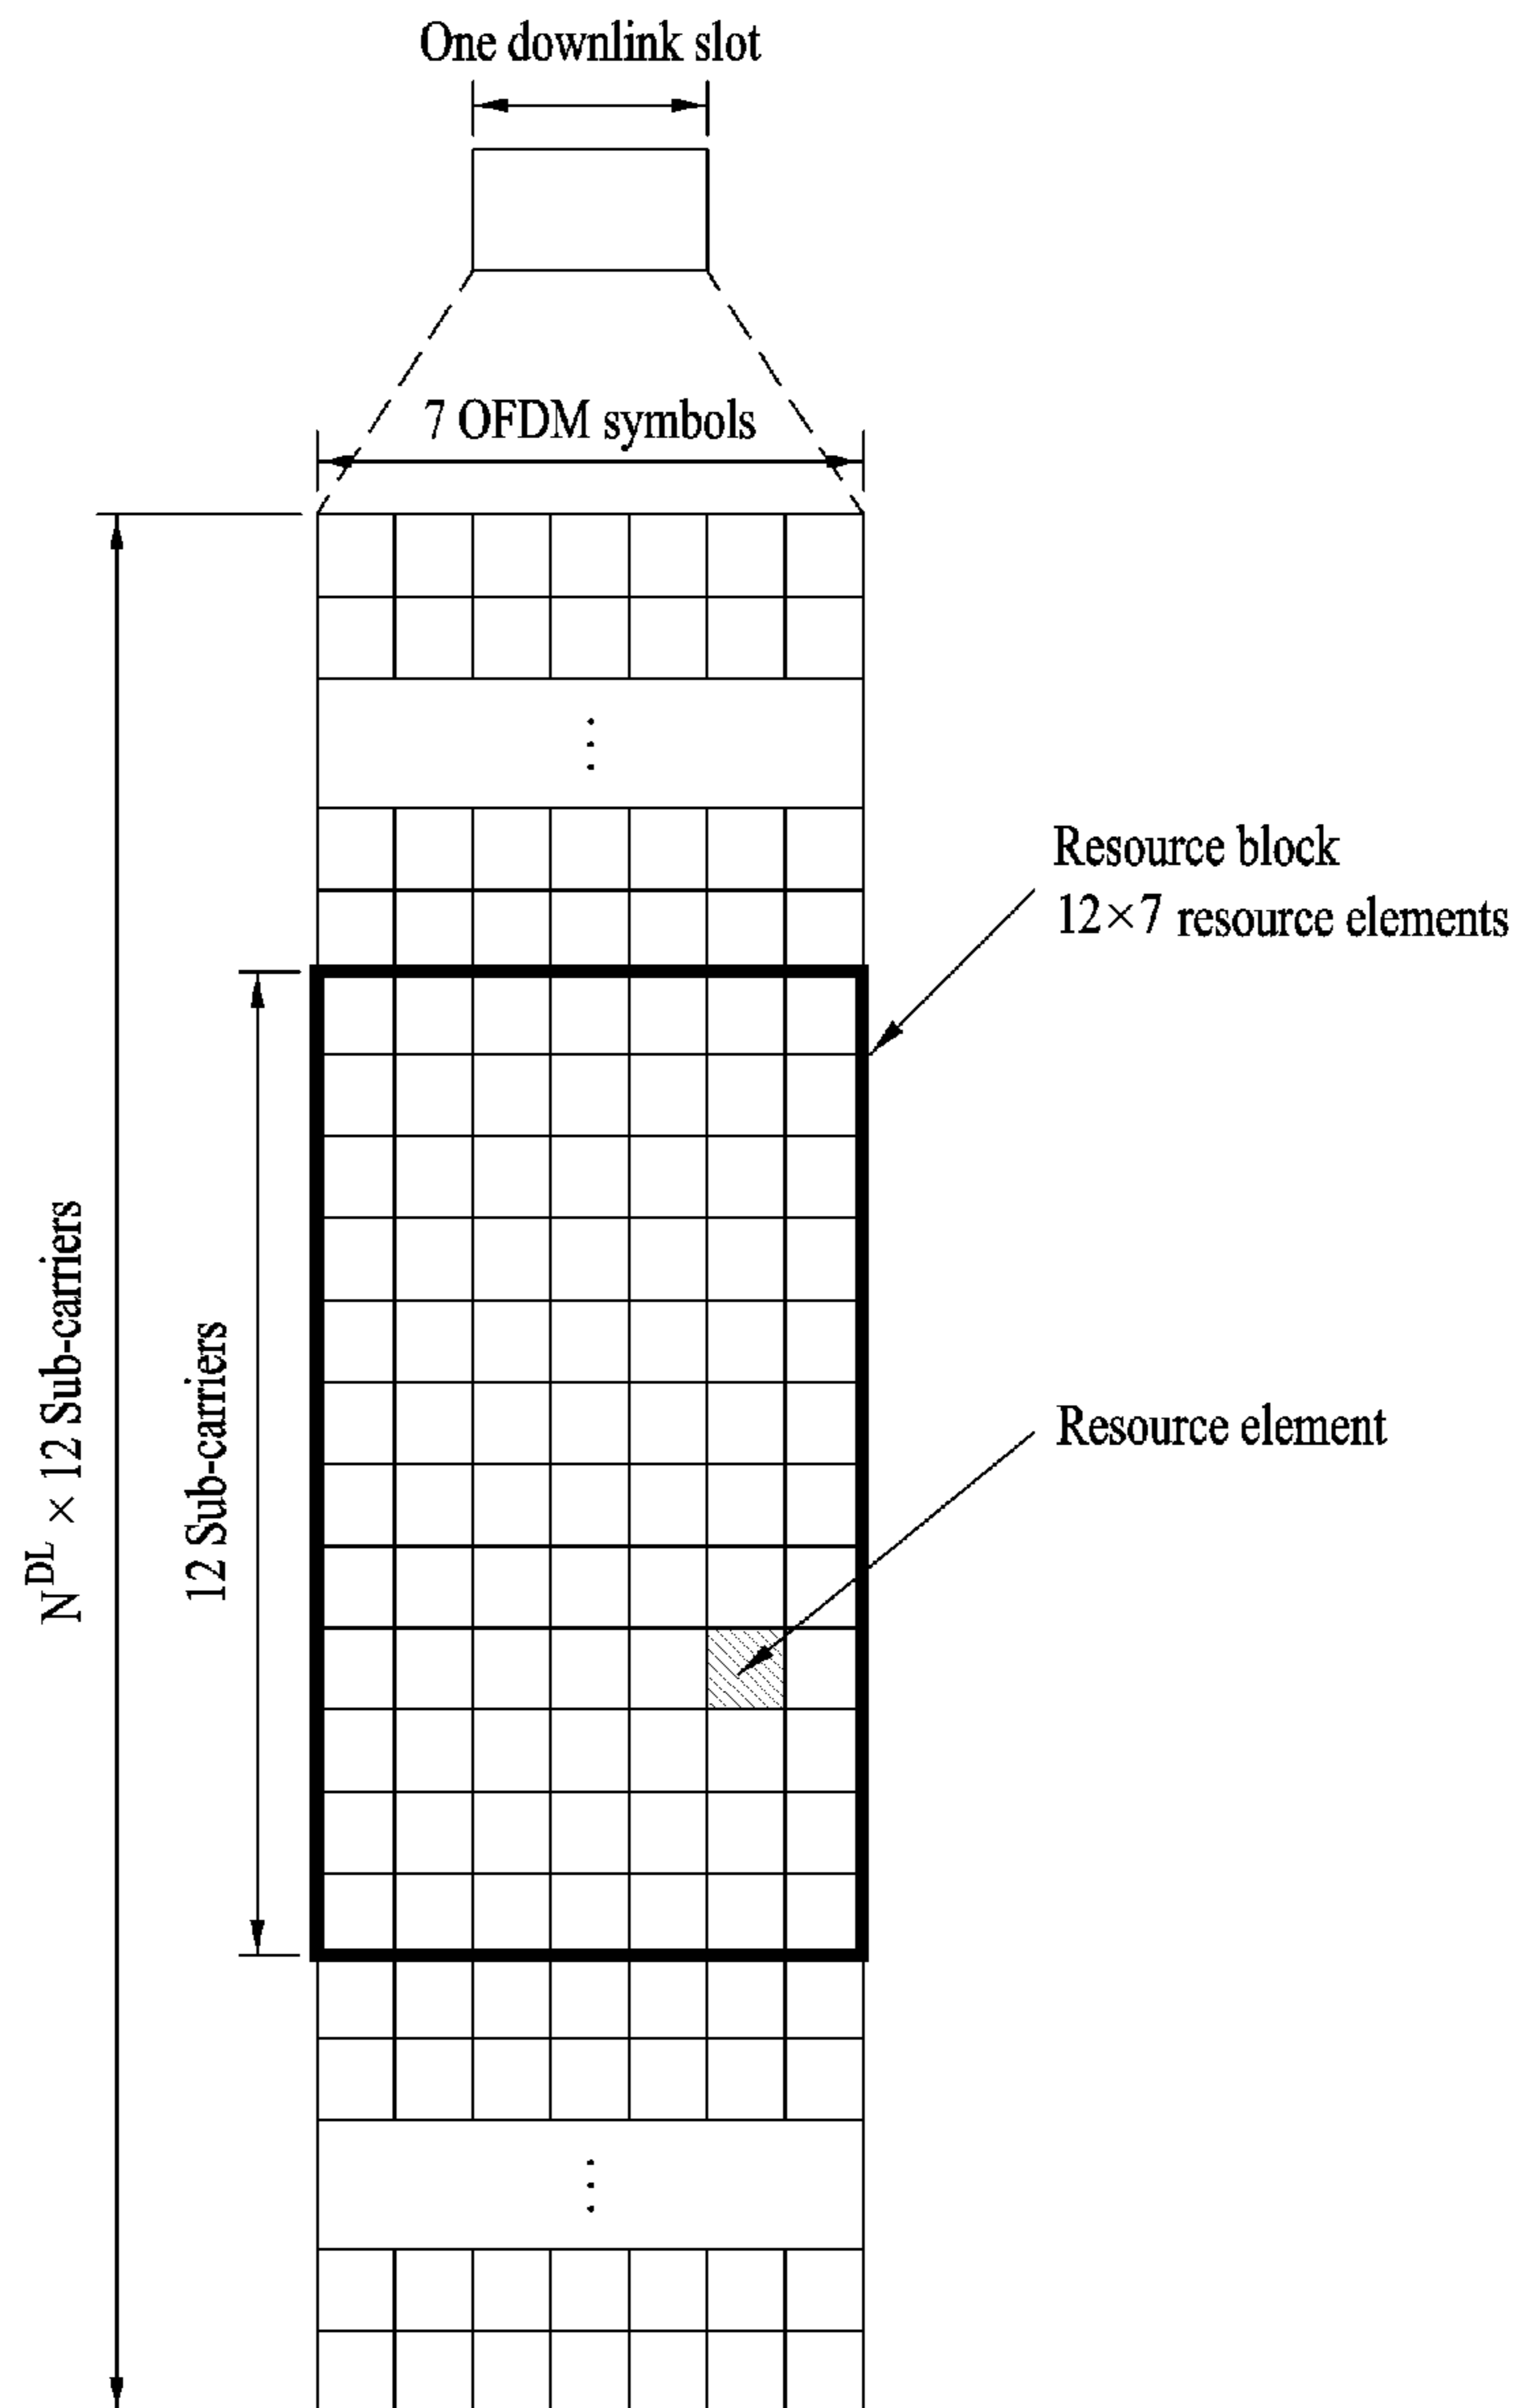 One downlink slot
7 OFDM symbols
Resource block
12×7 resource elements
Resource element
12 Sub-carriers
N^DL × 12 Sub-carriers